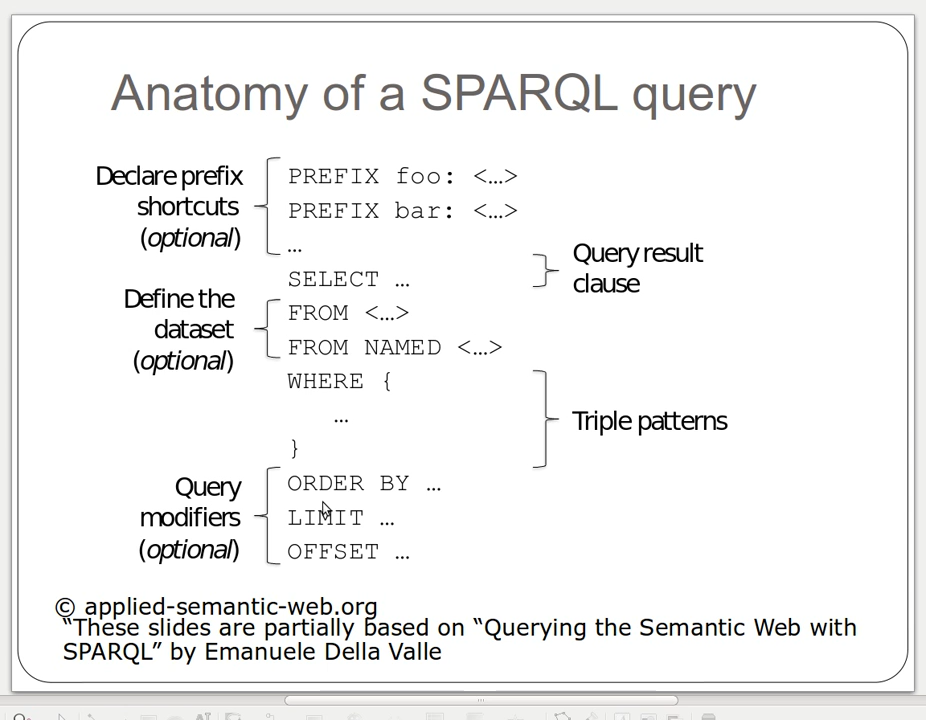 Anatomy of a SPARQL query
Declare prefix
shortcuts
(optional)
PREFIX foo: <…>
PREFIX bar: <…>
…
SELECT …
Query result
clause
Define the
dataset
(optional)
FROM <…>
FROM NAMED <…>
WHERE {
…
}
Triple patterns
Query
modifiers
(optional)
ORDER BY …
LIMIT …
OFFSET …
© applied-semantic-web.org
“These slides are partially based on “Querying the Semantic Web with
SPARQL” by Emanuele Della Valle